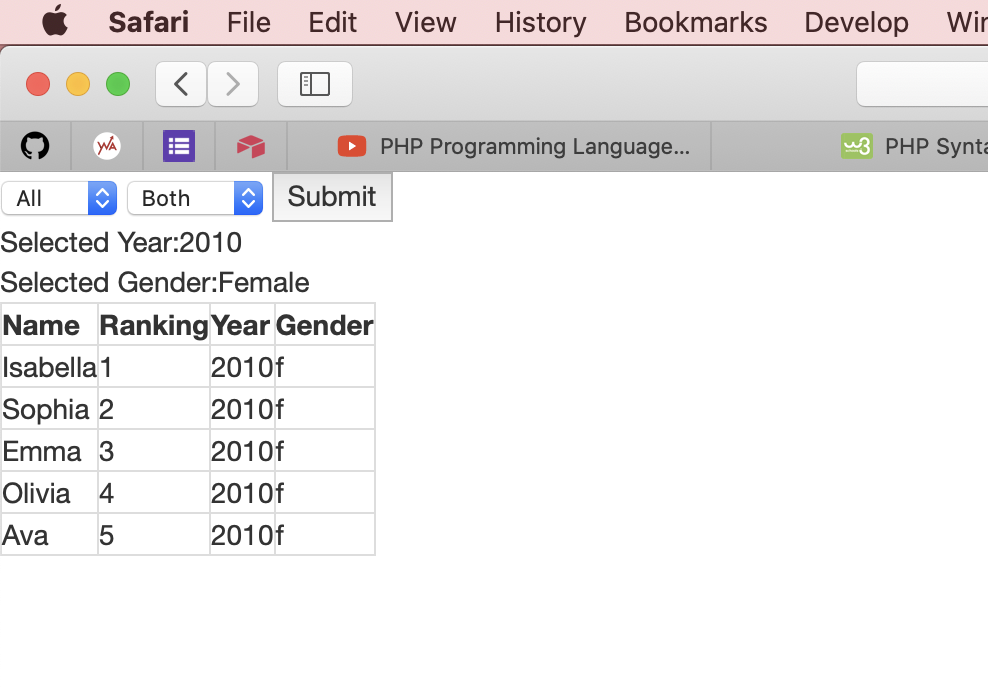 Safari File Edit View History Bookmarks Develop
PHP Programming Language...
PHP
All Both Submit
Selected Year:2010
Selected Gender:Female
Name Ranking Year Gender
Isabella 1 2010 f
Sophia 2 2010 f
Emma 3 2010 f
Olivia 4 2010 f
Ava 5 2010 f